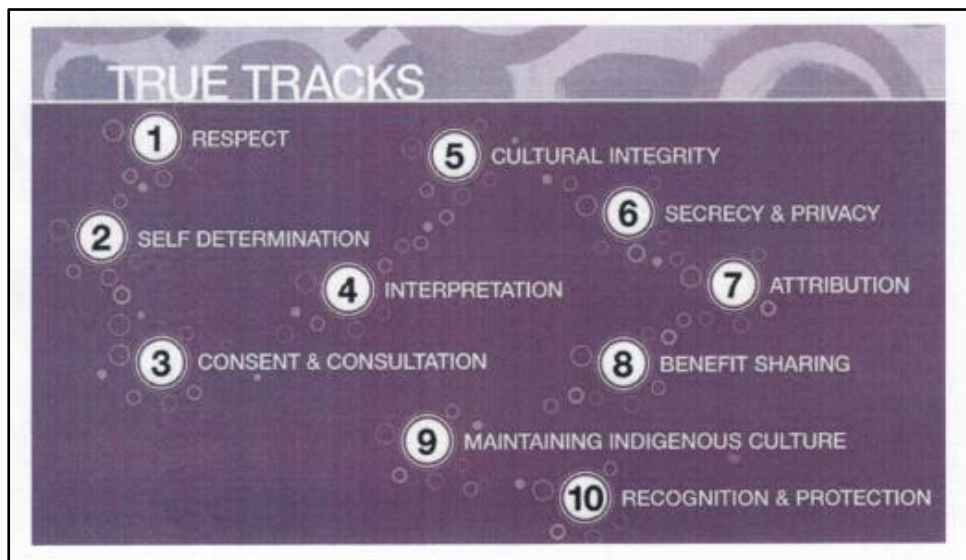 TRUE TRACKS
1 RESPECT
2 SELF DETERMINATION
3 CONSENT & CONSULTATION
4 INTERPRETATION
5 CULTURAL INTEGRITY
6 SECRECY & PRIVACY
7 ATTRIBUTION
8 BENEFIT SHARING
9 MAINTAINING INDIGENOUS CULTURE
10 RECOGNITION & PROTECTION